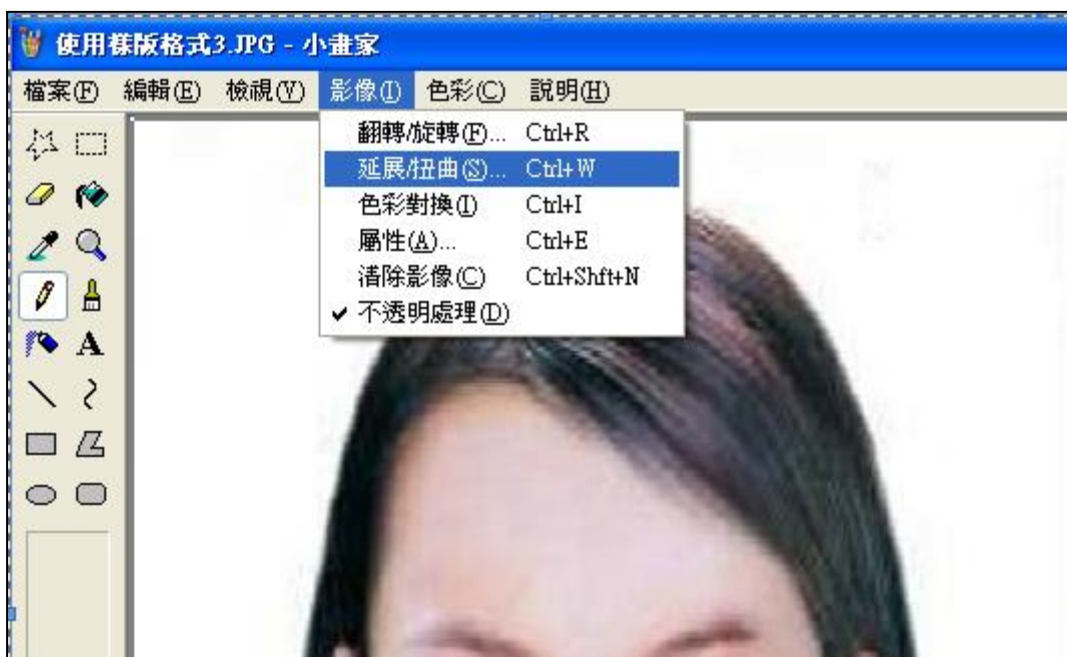 使用樣版格式3.JPG - 小畫家
檔案(F) 編輯(E) 檢視(V) 影像(I) 色彩(C) 說明(H)
翻轉/旋轉(F)... Ctrl+R
延展/扭曲(S)... Ctrl+W
色彩對換(I) Ctrl+I
屬性(A)... Ctrl+E
清除影像(C) Ctrl+Shft+N
✓ 不透明處理(D)
A